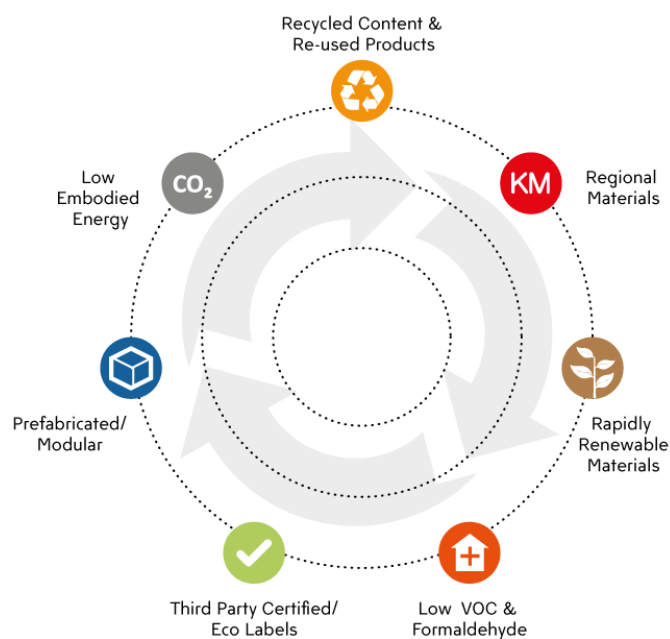 Recycled Content &
Re-used Products
KM
Regional
Materials
Rapidly
Renewable
Materials
Low VOC &
Formaldehyde
Third Party Certified/
Eco Labels
Prefabricated/
Modular
Low
Embodied
Energy
CO₂